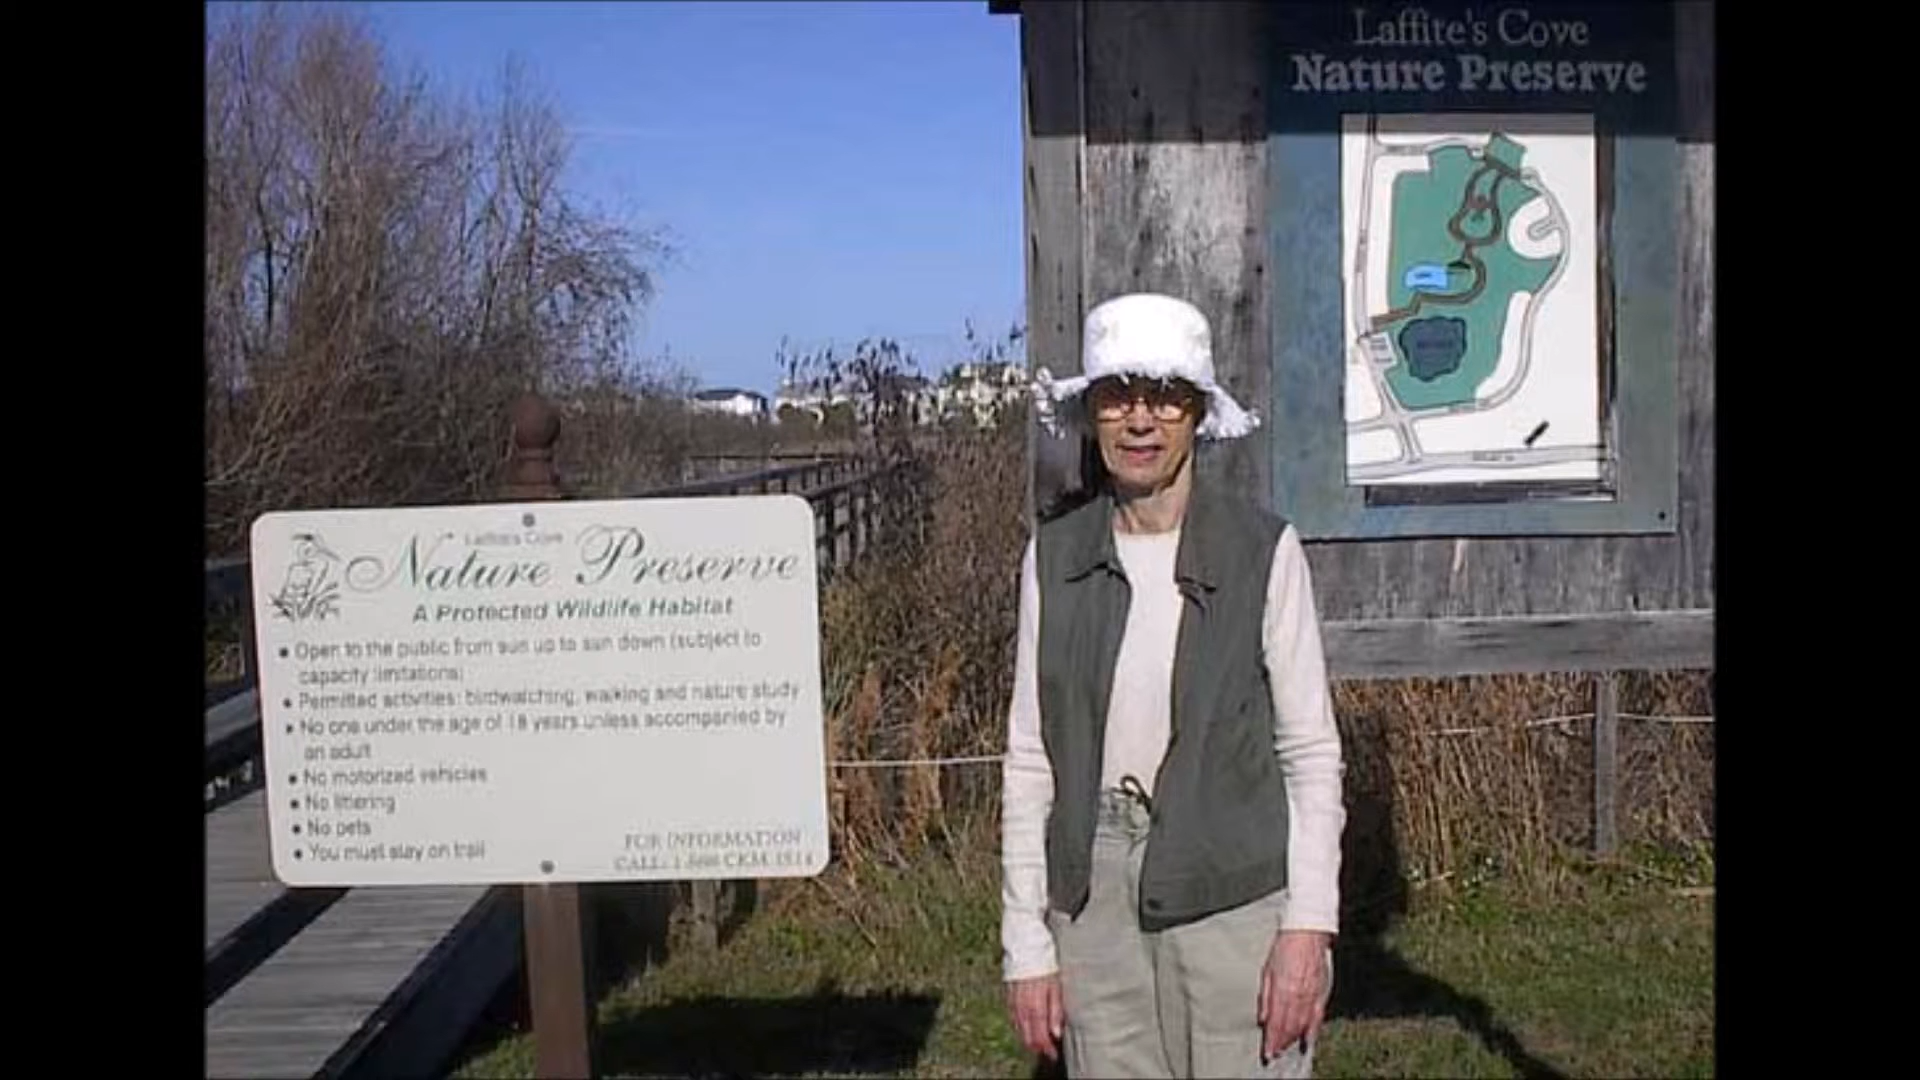 Laffite's Cove
Nature Preserve
Laffite's Cove
Nature Preserve
A Protected Wildlife Habitat
• Open to the public from sun up to sun down (subject to
capacity limitations)
• Permitted activities: birdwatching, walking and nature study
• No one under the age of 18 years unless accompanied by
an adult
• No motorized vehicles
• No littering
• No pets
• You must stay on trail
FOR INFORMATION
CALL: 1